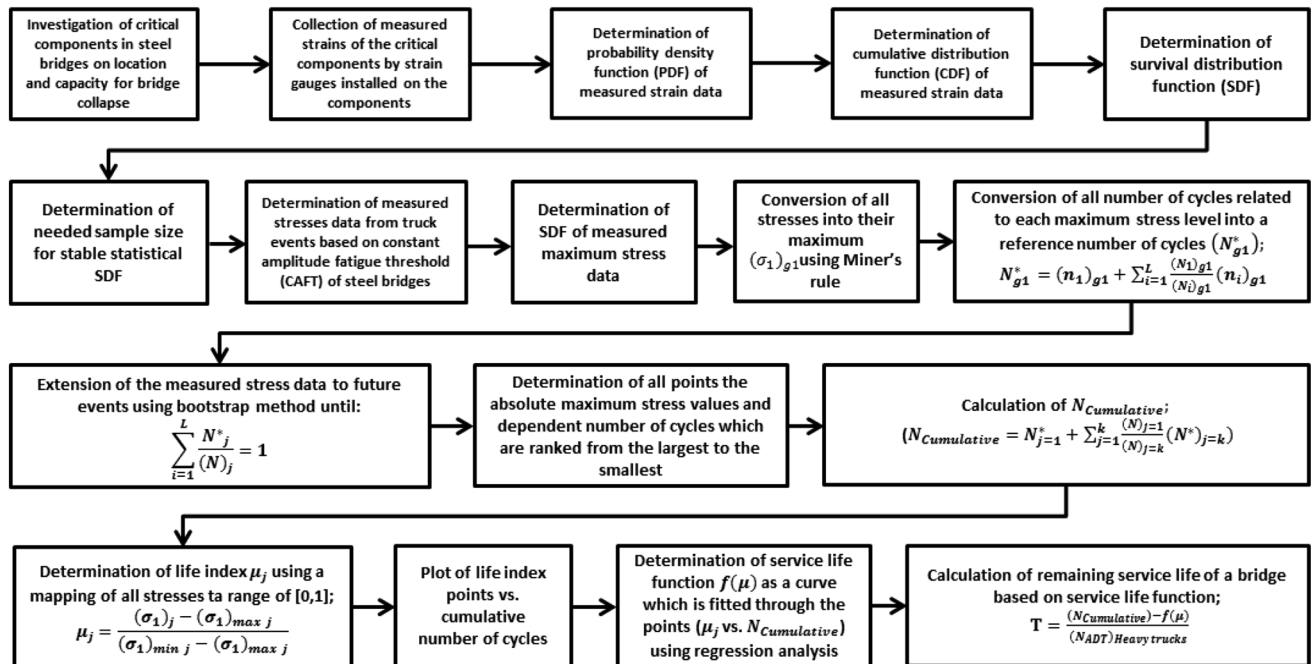 Investigation of critical
components in steel
bridges on location
and capacity for bridge
collapse
Collection of measured
strains of the critical
components by strain
gauges installed on the
components
Determination of
probability density
function (PDF) of
measured strain data
Determination of
cumulative distribution
function (CDF) of
measured strain data
Determination of
survival distribution
function (SDF)
Determination of
needed sample size
for stable statistical
SDF
Determination of measured
stresses data from truck
events based on constant
amplitude fatigue threshold
(CAFT) of steel bridges
Determination of
SDF of measured
maximum stress
data
Conversion of all
stresses into their
maximum
(σ₁)g1 using Miner's
rule
Conversion of all number of cycles related
to each maximum stress level into a
reference number of cycles (N*g1);
N*g1 = (n₁)g1 + ∑ᴸᵢ₌₁ (N₁)g1/(Nᵢ)g1 (nᵢ)g1
Extension of the measured stress data to future
events using bootstrap method until:
∑ᴸᵢ₌₁ N*ⱼ/(N)ⱼ = 1
Determination of all points the
absolute maximum stress values and
dependent number of cycles which
are ranked from the largest to the
smallest
Calculation of N_Cumulative;
(N_Cumulative = N*ⱼ₌₁ + ∑ᵏⱼ₌₁ (N)ⱼ₌₁/(N)ⱼ₌ₖ (N*)ⱼ₌ₖ)
Determination of life index μⱼ using a
mapping of all stresses ta range of [0,1];
μⱼ = (σ₁)ⱼ − (σ₁)max j / (σ₁)min j − (σ₁)max j
Plot of life index
points vs.
cumulative
number of cycles
Determination of service life
function f(μ) as a curve
which is fitted through the
points (μⱼ vs. N_Cumulative)
using regression analysis
Calculation of remaining service life of a bridge
based on service life function;
T = (N_Cumulative)−f(μ) / (N_ADT)Heavy trucks